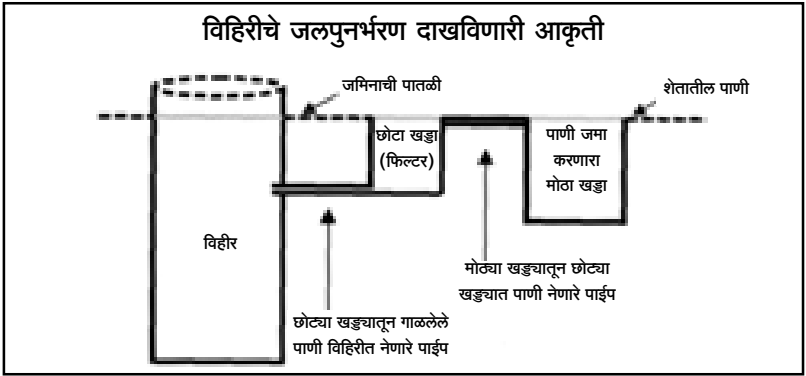 विहिरीचे जलपुनर्भरण दाखविणारी आकृती
जमिनाची पातळी
शेतातील पाणी
छोटा खड्डा
(फिल्टर)
पाणी जमा
करणारा
मोठा खड्डा
विहीर
मोठ्या खड्ड्यातून छोट्या
खड्ड्यात पाणी नेणारे पाईप
छोट्या खड्ड्यातून गाळलेले
पाणी विहिरीत नेणारे पाईप